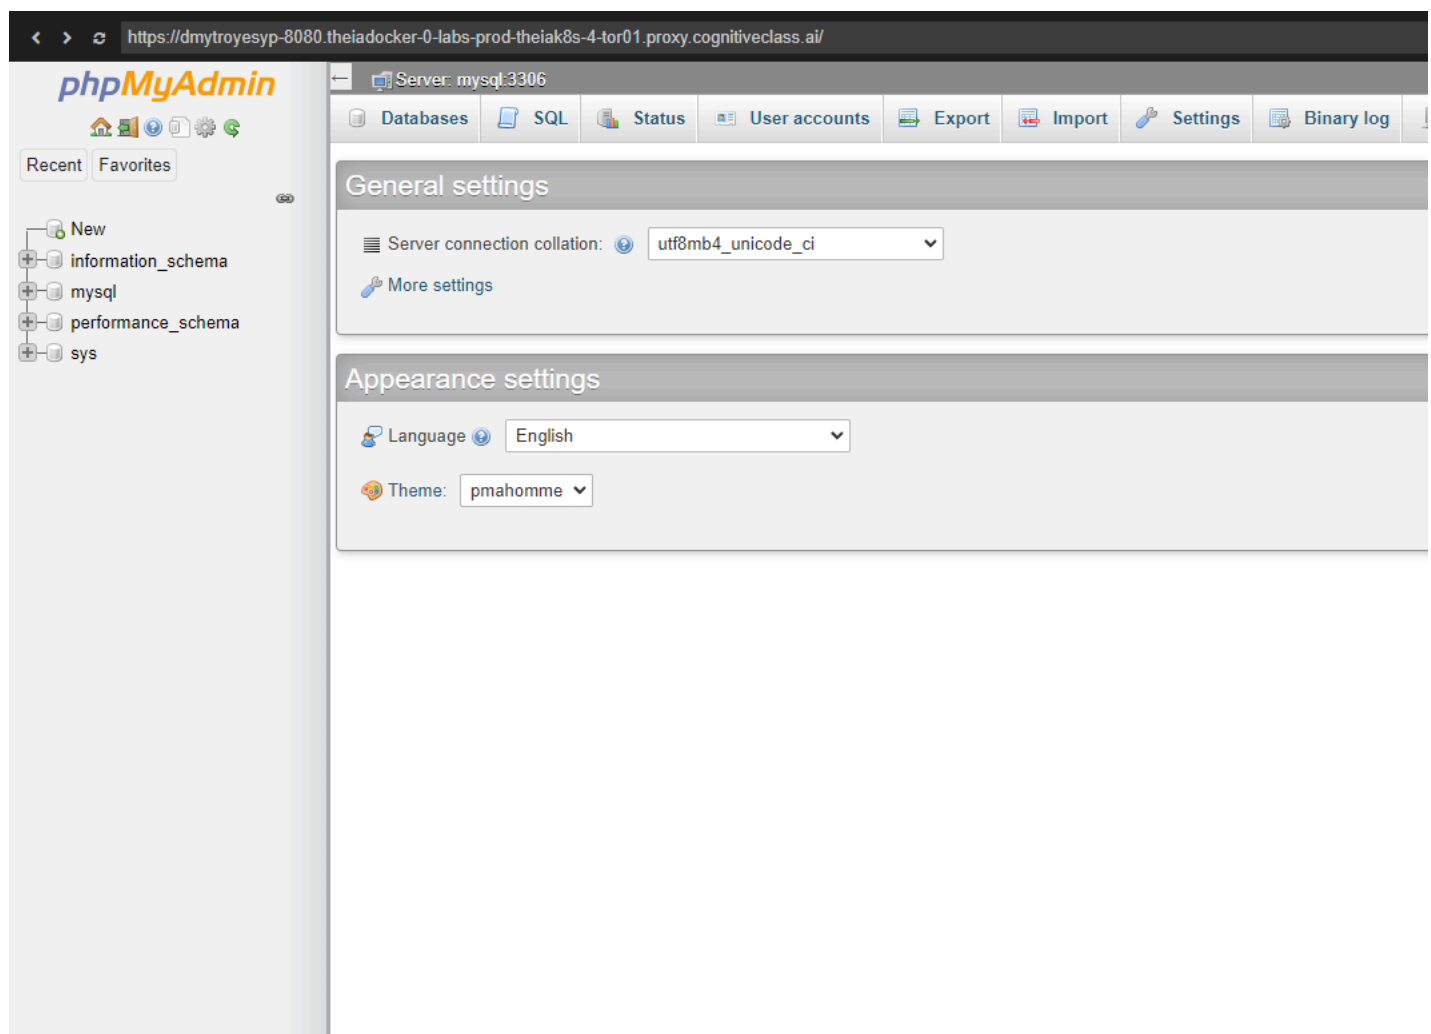 https://dmytroyesyp-8080.theiadocker-0-labs-prod-theiak8s-4-tor01.proxy.cognitiveclass.ai/
phpMyAdmin
Recent Favorites
New
information_schema
mysql
performance_schema
sys
Server: mysql:3306
Databases SQL Status User accounts Export Import Settings Binary log
General settings
Server connection collation: utf8mb4_unicode_ci
More settings
Appearance settings
Language English
Theme: pmahomme